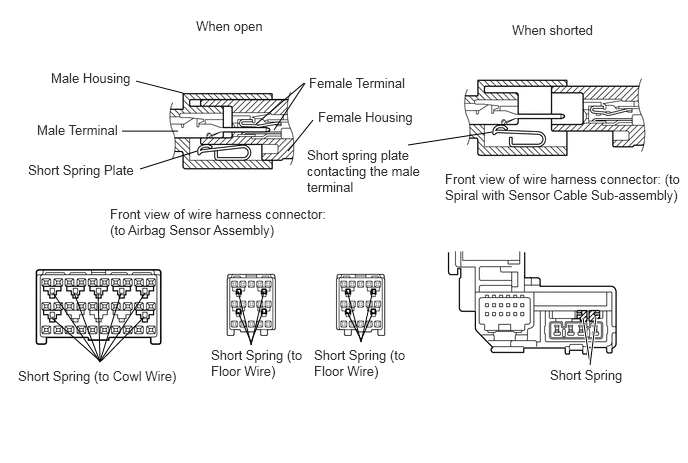 When open
When shorted
Male Housing
Female Terminal
Female Housing
Male Terminal
Short Spring Plate
Short spring plate
contacting the male
terminal
Front view of wire harness connector: (to
Spiral with Sensor Cable Sub-assembly)
Front view of wire harness connector:
(to Airbag Sensor Assembly)
Short Spring (to Cowl Wire)
Short Spring (to
Floor Wire)
Short Spring (to
Floor Wire)
Short Spring